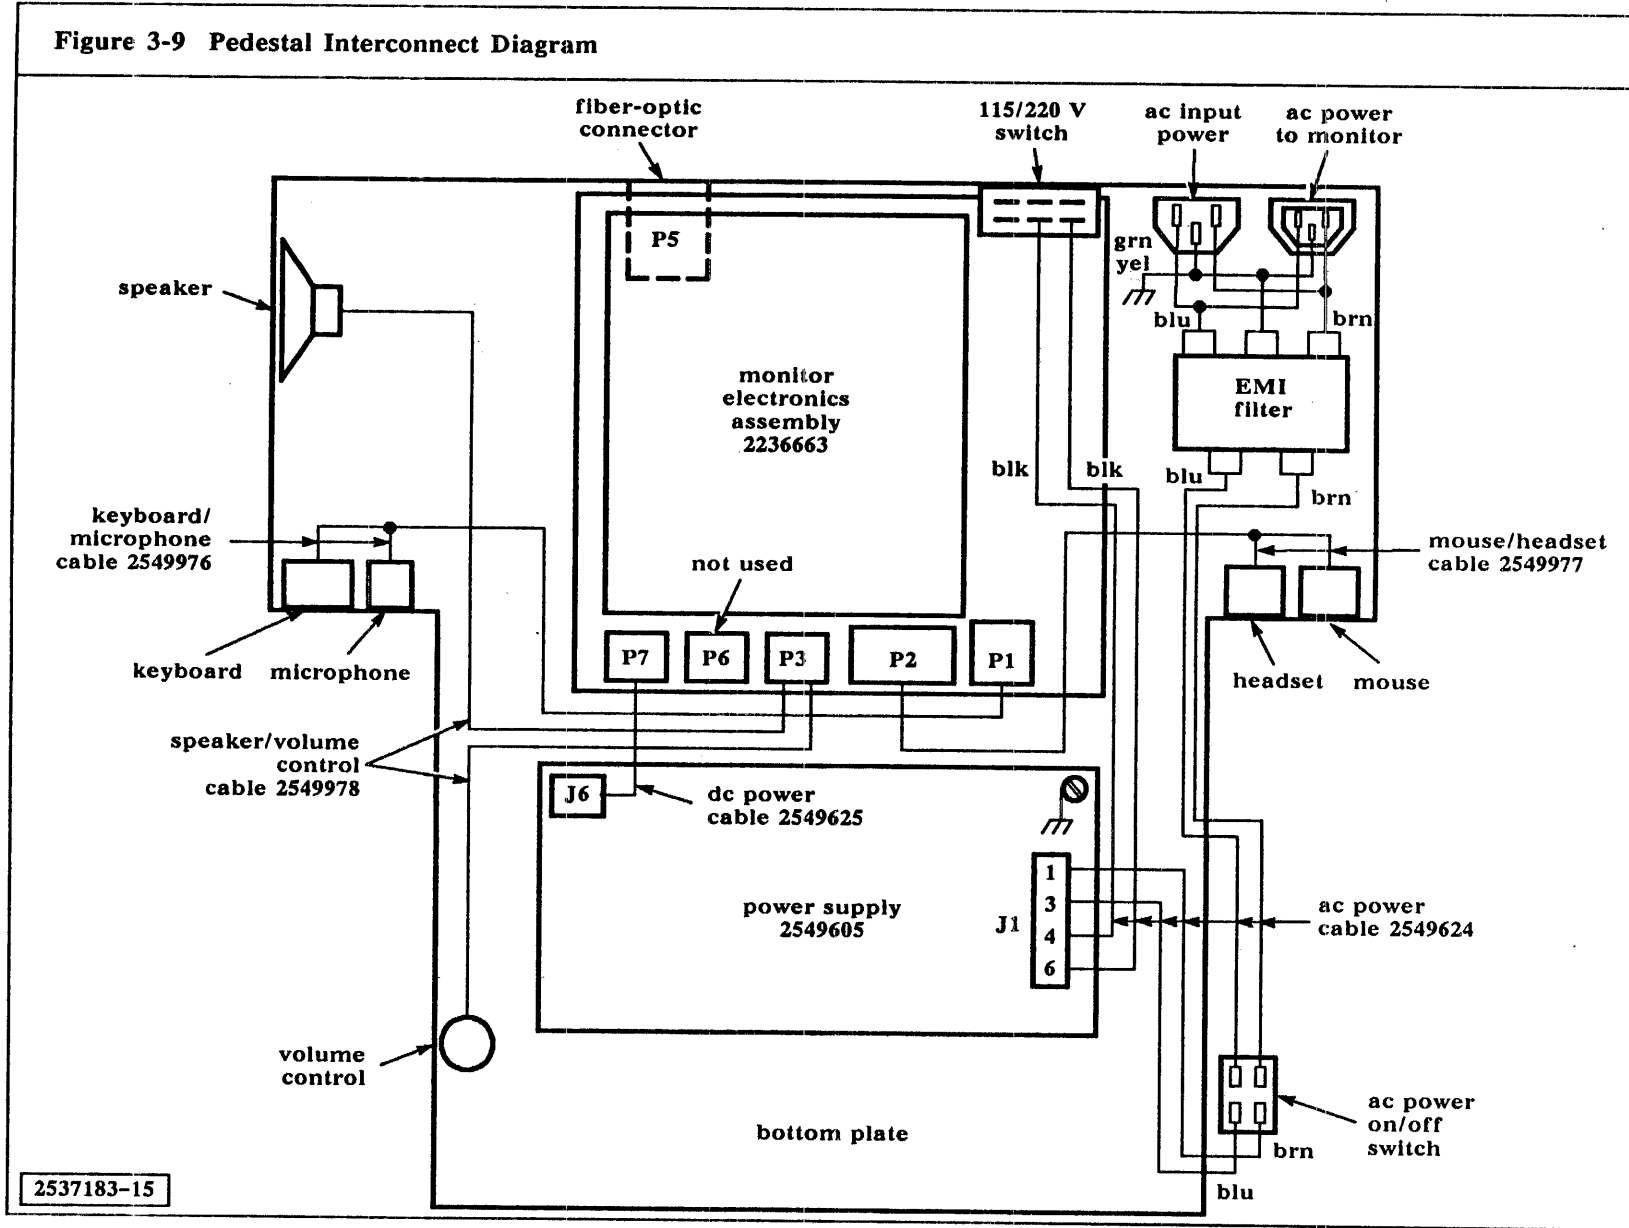 Figure 3-9 Pedestal Interconnect Diagram
fiber-optic
connector
115/220 V
switch
ac input
power
ac power
to monitor
P5
grn
yel
speaker
blu
brn
monitor
electronics
assembly
2236663
EMI
filter
blk
blk
blu
brn
keyboard/
microphone
cable 2549976
not used
mouse/headset
cable 2549977
P7
P6
P3
P2
P1
keyboard
microphone
headset
mouse
speaker/volume
control
cable 2549978
J6
dc power
cable 2549625
power supply
2549605
J1
1
3
4
6
ac power
cable 2549624
volume
control
ac power
on/off
switch
bottom plate
brn
blu
2537183-15